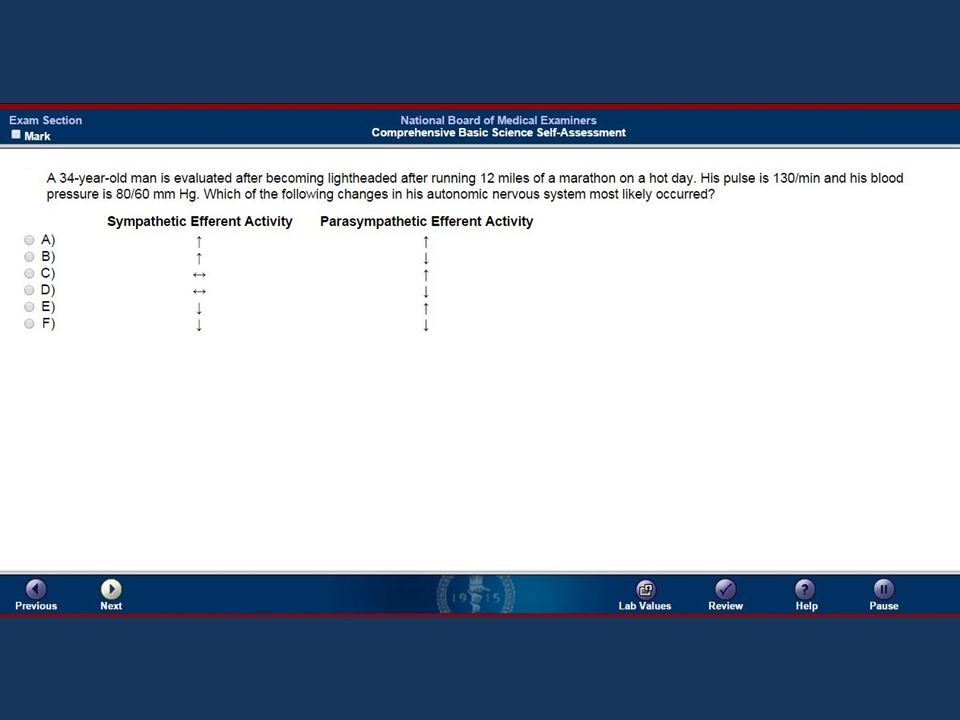 Exam Section
Mark
National Board of Medical Examiners
Comprehensive Basic Science Self-Assessment
A 34-year-old man is evaluated after becoming lightheaded after running 12 miles of a marathon on a hot day. His pulse is 130/min and his blood
pressure is 80/60 mm Hg. Which of the following changes in his autonomic nervous system most likely occurred?
Sympathetic Efferent Activity Parasympathetic Efferent Activity
A) ↑ ↑
B) ↑ ↓
C) ↔ ↑
D) ↔ ↓
E) ↓ ↑
F) ↓ ↓
1915
Previous Next Lab Values Review Help Pause